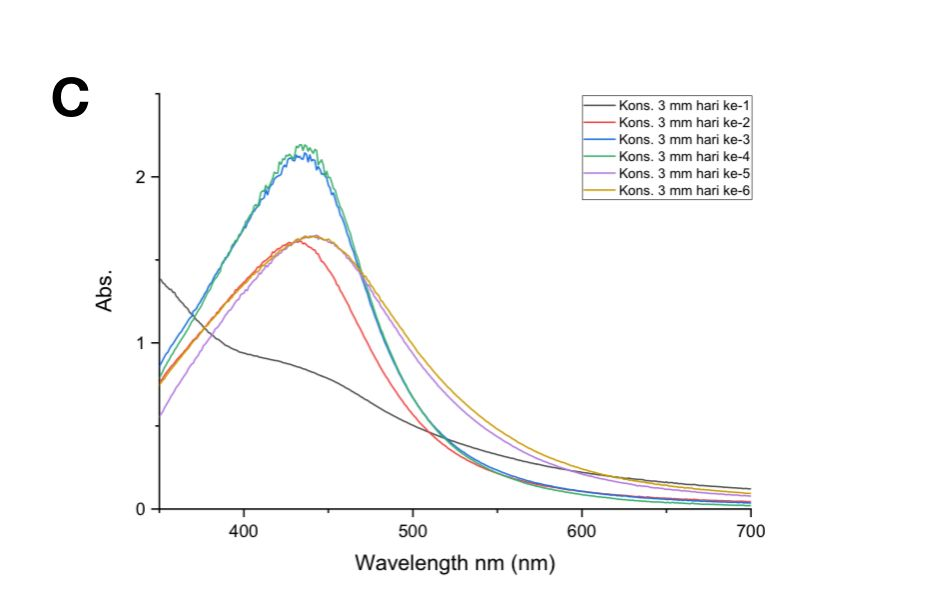 C
Kons. 3 mm hari ke-1
Kons. 3 mm hari ke-2
Kons. 3 mm hari ke-3
Kons. 3 mm hari ke-4
Kons. 3 mm hari ke-5
Kons. 3 mm hari ke-6
2
1
0
Abs.
400 500 600 700
Wavelength nm (nm)